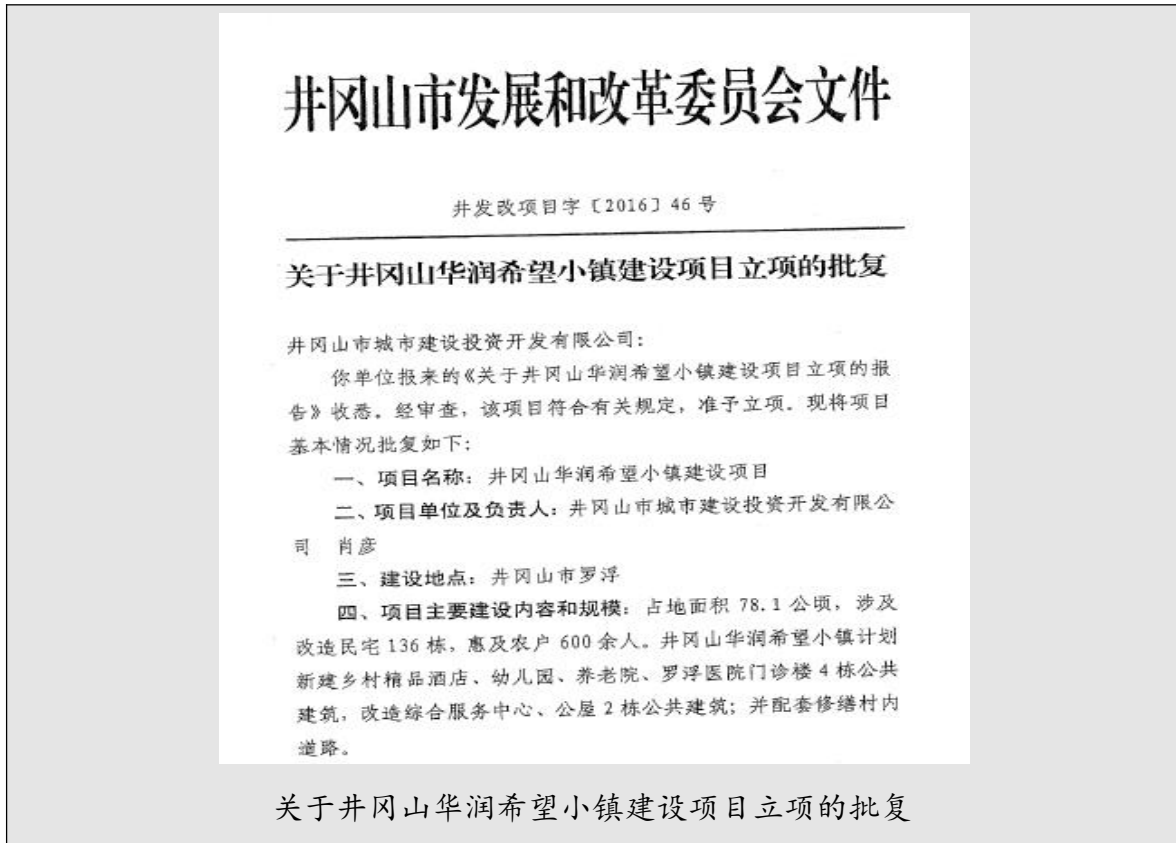 井冈山市发展和改革委员会文件
井发改项目字〔2016〕46 号
关于井冈山华润希望小镇建设项目立项的批复
井冈山市城市建设投资开发有限公司：
你单位报来的《关于井冈山华润希望小镇建设项目立项的报
告》收悉。经审查，该项目符合有关规定，准予立项。现将项目
基本情况批复如下：
一、项目名称：井冈山华润希望小镇建设项目
二、项目单位及负责人：井冈山市城市建设投资开发有限公
司 肖彦
三、建设地点：井冈山市罗浮
四、项目主要建设内容和规模：占地面积 78.1 公顷，涉及
改造民宅 136 栋，惠及农户 600 余人。井冈山华润希望小镇计划
新建乡村精品酒店、幼儿园、养老院、罗浮医院门诊楼 4 栋公共
建筑，改造综合服务中心、公屋 2 栋公共建筑；并配套修缮村内
道路。
关于井冈山华润希望小镇建设项目立项的批复